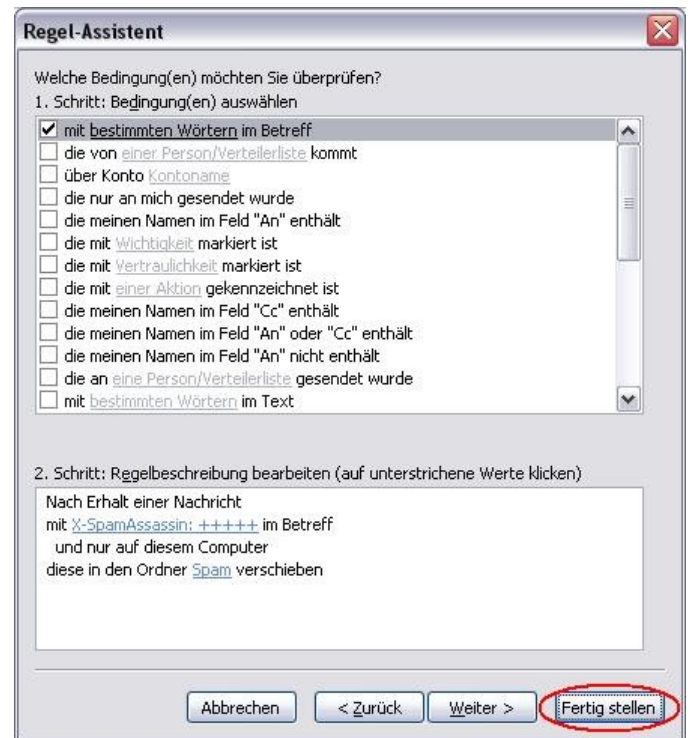 Regel-Assistent
Welche Bedingung(en) möchten Sie überprüfen?
1. Schritt: Bedingung(en) auswählen
mit bestimmten Wörtern im Betreff
die von einer Person/Verteilerliste kommt
über Konto Kontoname
die nur an mich gesendet wurde
die meinen Namen im Feld "An" enthält
die mit Wichtigkeit markiert ist
die mit Vertraulichkeit markiert ist
die mit einer Aktion gekennzeichnet ist
die meinen Namen im Feld "Cc" enthält
die meinen Namen im Feld "An" oder "Cc" enthält
die meinen Namen im Feld "An" nicht enthält
die an eine Person/Verteilerliste gesendet wurde
mit bestimmten Wörtern im Text
2. Schritt: Regelbeschreibung bearbeiten (auf unterstrichene Werte klicken)
Nach Erhalt einer Nachricht
mit X-SpamAssassin: +++++ im Betreff
und nur auf diesem Computer
diese in den Ordner Spam verschieben
Abbrechen < Zurück Weiter > Fertig stellen